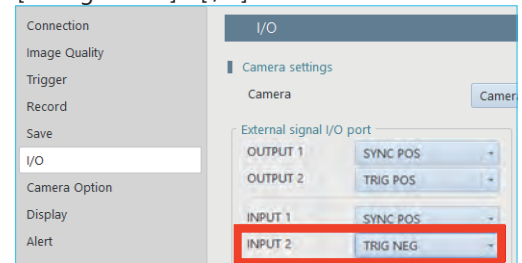 Connection
Image Quality
Trigger
Record
Save
I/O
Camera Option
Display
Alert
I/O
Camera settings
Camera
External signal I/O port
OUTPUT 1 SYNC POS
OUTPUT 2 TRIG POS
INPUT 1 SYNC POS
INPUT 2 TRIG NEG